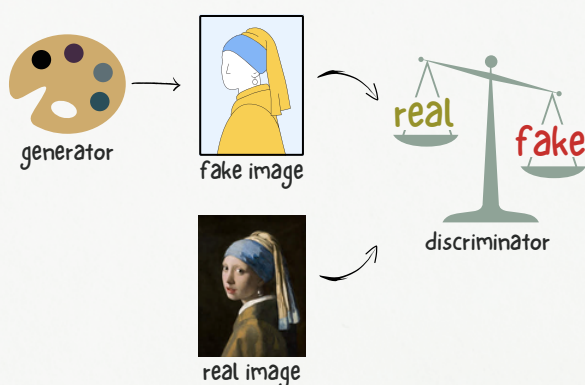 generator
fake image
real
fake
discriminator
real image